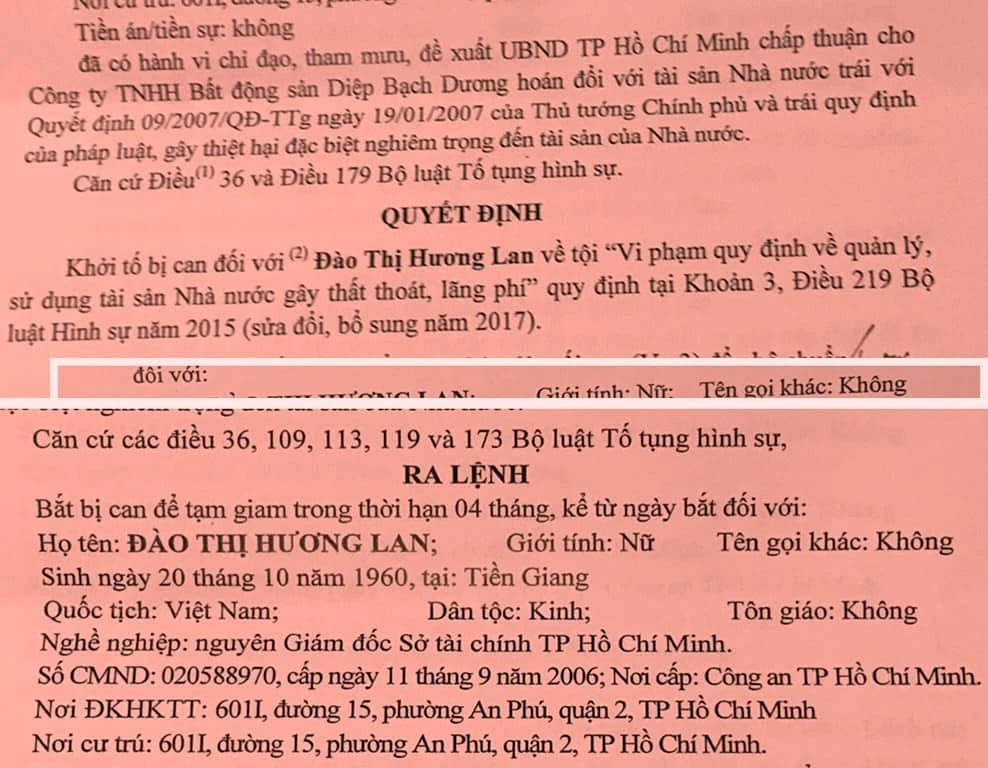 Tiền án/tiền sự: không
đã có hành vi chỉ đạo, tham mưu, đề xuất UBND TP Hồ Chí Minh chấp thuận cho
Công ty TNHH Bất động sản Diệp Bạch Dương hoán đổi với tài sản Nhà nước trái với
Quyết định 09/2007/QĐ-TTg ngày 19/01/2007 của Thủ tướng Chính phủ và trái quy định
của pháp luật, gây thiệt hại đặc biệt nghiêm trọng đến tài sản của Nhà nước.
Căn cứ Điều(1) 36 và Điều 179 Bộ luật Tố tụng hình sự.
QUYẾT ĐỊNH
Khởi tố bị can đối với (2) Đào Thị Hương Lan về tội “Vi phạm quy định về quản lý,
sử dụng tài sản Nhà nước gây thất thoát, lãng phí” quy định tại Khoản 3, Điều 219 Bộ
luật Hình sự năm 2015 (sửa đổi, bổ sung năm 2017).
đối với:
Giới tính: Nữ; Tên gọi khác: Không
Căn cứ các điều 36, 109, 113, 119 và 173 Bộ luật Tố tụng hình sự,
RA LỆNH
Bắt bị can để tạm giam trong thời hạn 04 tháng, kể từ ngày bắt đối với:
Họ tên: ĐÀO THỊ HƯƠNG LAN; Giới tính: Nữ Tên gọi khác: Không
Sinh ngày 20 tháng 10 năm 1960, tại: Tiền Giang
Quốc tịch: Việt Nam; Dân tộc: Kinh; Tôn giáo: Không
Nghề nghiệp: nguyên Giám đốc Sở tài chính TP Hồ Chí Minh.
Số CMND: 020588970, cấp ngày 11 tháng 9 năm 2006; Nơi cấp: Công an TP Hồ Chí Minh.
Nơi ĐKHKTT: 601I, đường 15, phường An Phú, quận 2, TP Hồ Chí Minh
Nơi cư trú: 601I, đường 15, phường An Phú, quận 2, TP Hồ Chí Minh.